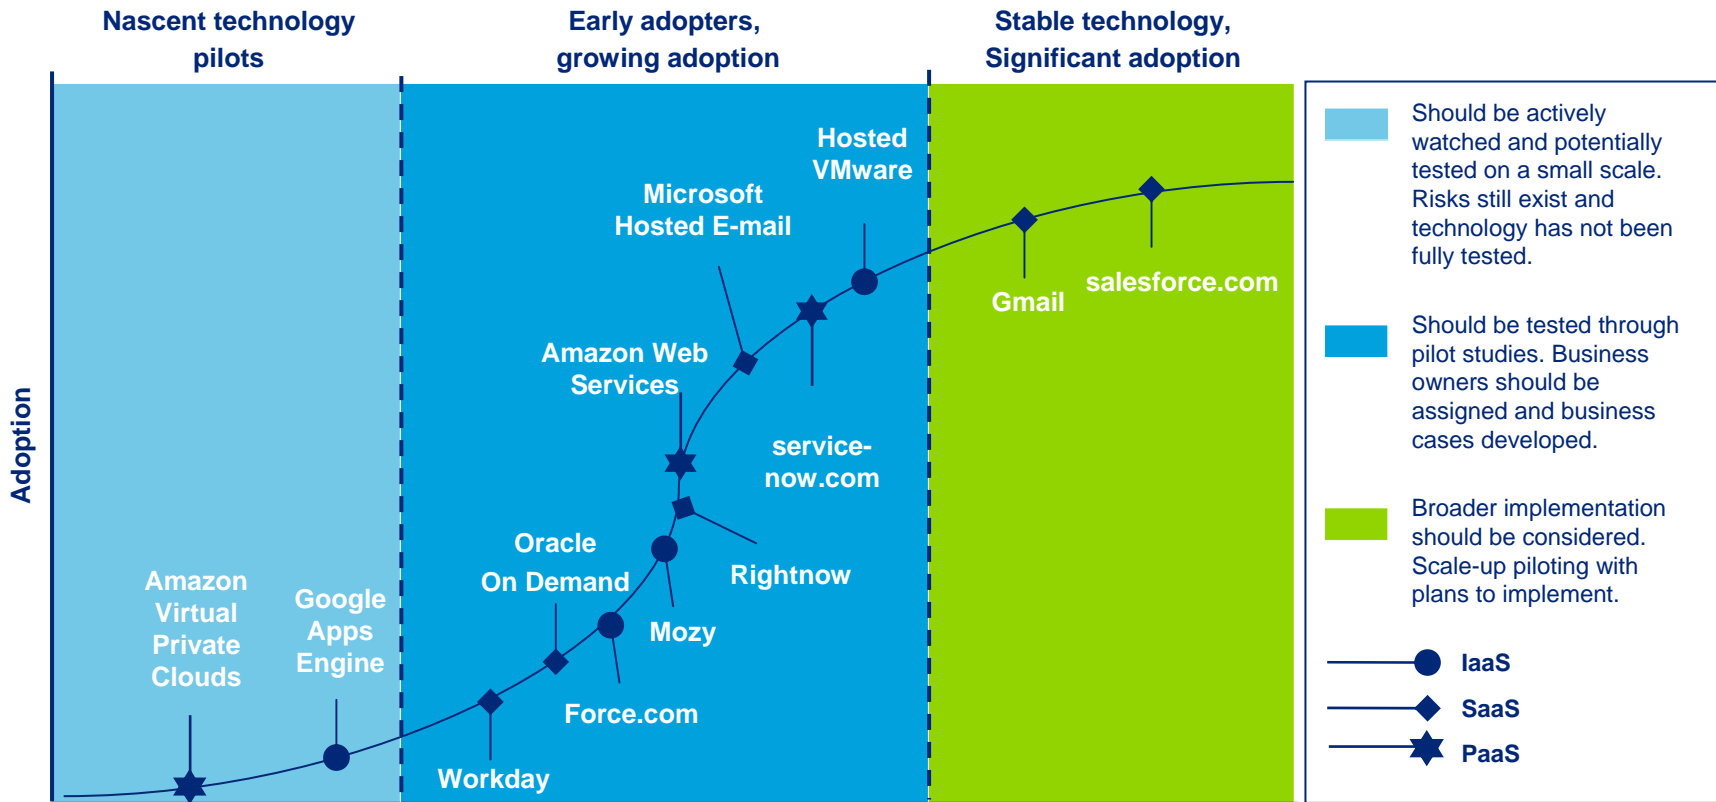 Nascent technology
pilots
Early adopters,
growing adoption
Stable technology,
Significant adoption
Adoption
Amazon
Virtual
Private
Clouds
Google
Apps
Engine
Workday
Oracle
On Demand
Force.com
Mozy
Rightnow
Amazon Web
Services
Microsoft
Hosted E-mail
service-
now.com
Hosted
VMware
Gmail
salesforce.com
Should be actively
watched and potentially
tested on a small scale.
Risks still exist and
technology has not been
fully tested.
Should be tested through
pilot studies. Business
owners should be
assigned and business
cases developed.
Broader implementation
should be considered.
Scale-up piloting with
plans to implement.
IaaS
SaaS
PaaS